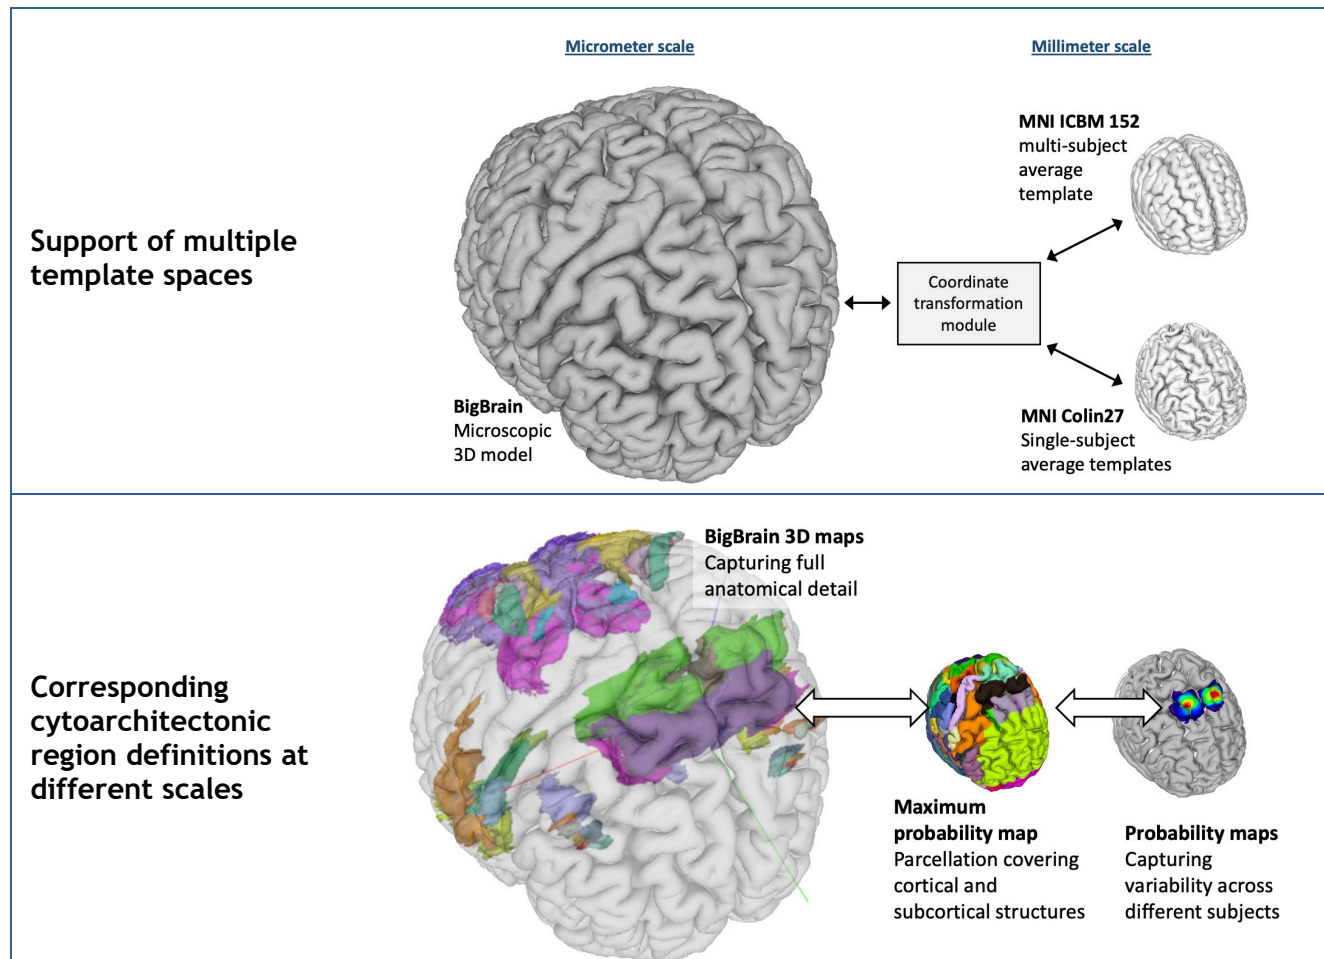 Micrometer scale
Millimeter scale
Support of multiple
template spaces
MNI ICBM 152
multi-subject
average
template
Coordinate
transformation
module
BigBrain
Microscopic
3D model
MNI Colin27
Single-subject
average templates
Corresponding
cytoarchitectonic
region definitions at
different scales
BigBrain 3D maps
Capturing full
anatomical detail
Maximum
probability map
Parcellation covering
cortical and
subcortical structures
Probability maps
Capturing
variability across
different subjects